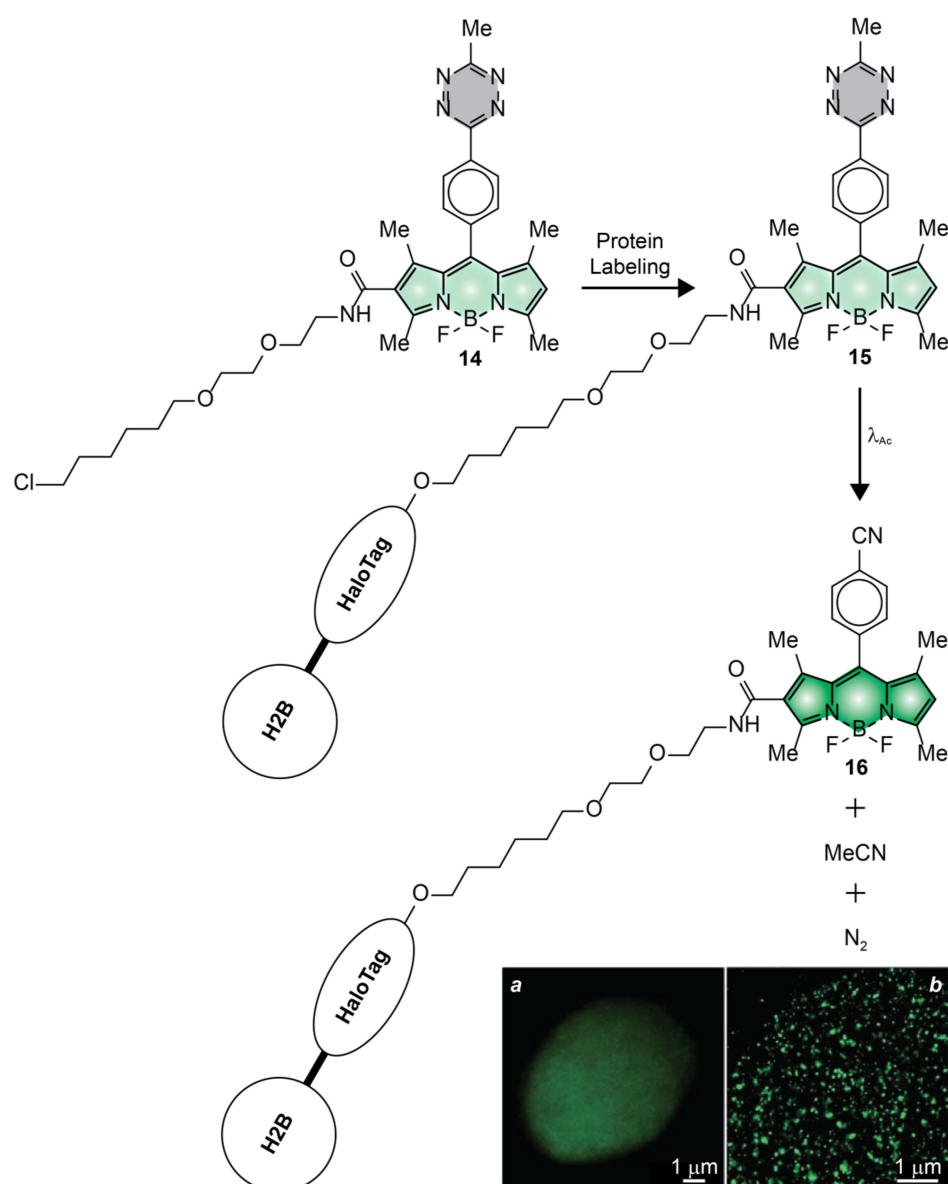 Me
N N
N N
Me Me
O
NH
N N
B
Me F F Me
14
O
O
Cl
Protein
Labeling
Me
N N
N N
Me Me
O
NH
N N
B
Me F F Me
15
O
O
O
HaloTag
H2B
λAc
CN
Me Me
O
NH
N N
B
Me F F Me
16
+
MeCN
+
N2
O
O
O
HaloTag
H2B
a
1 μm
b
1 μm